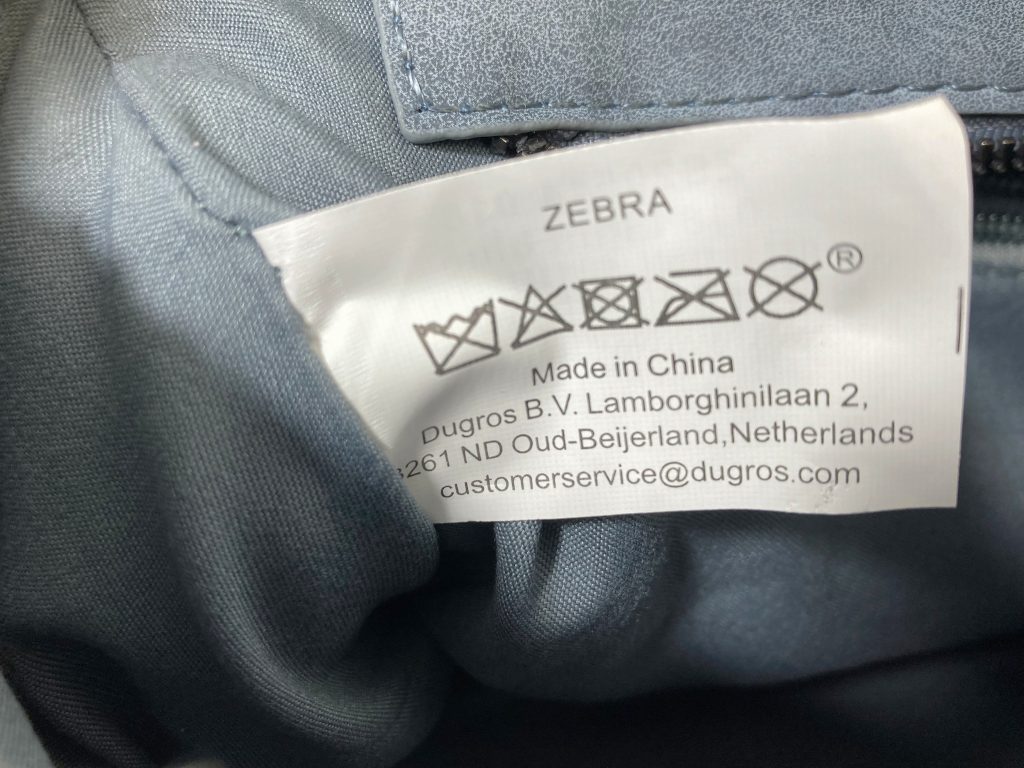 ZEBRA
®
Made in China
Dugros B.V. Lamborghinilaan 2,
3261 ND Oud-Beijerland,Netherlands
customerservice@dugros.com